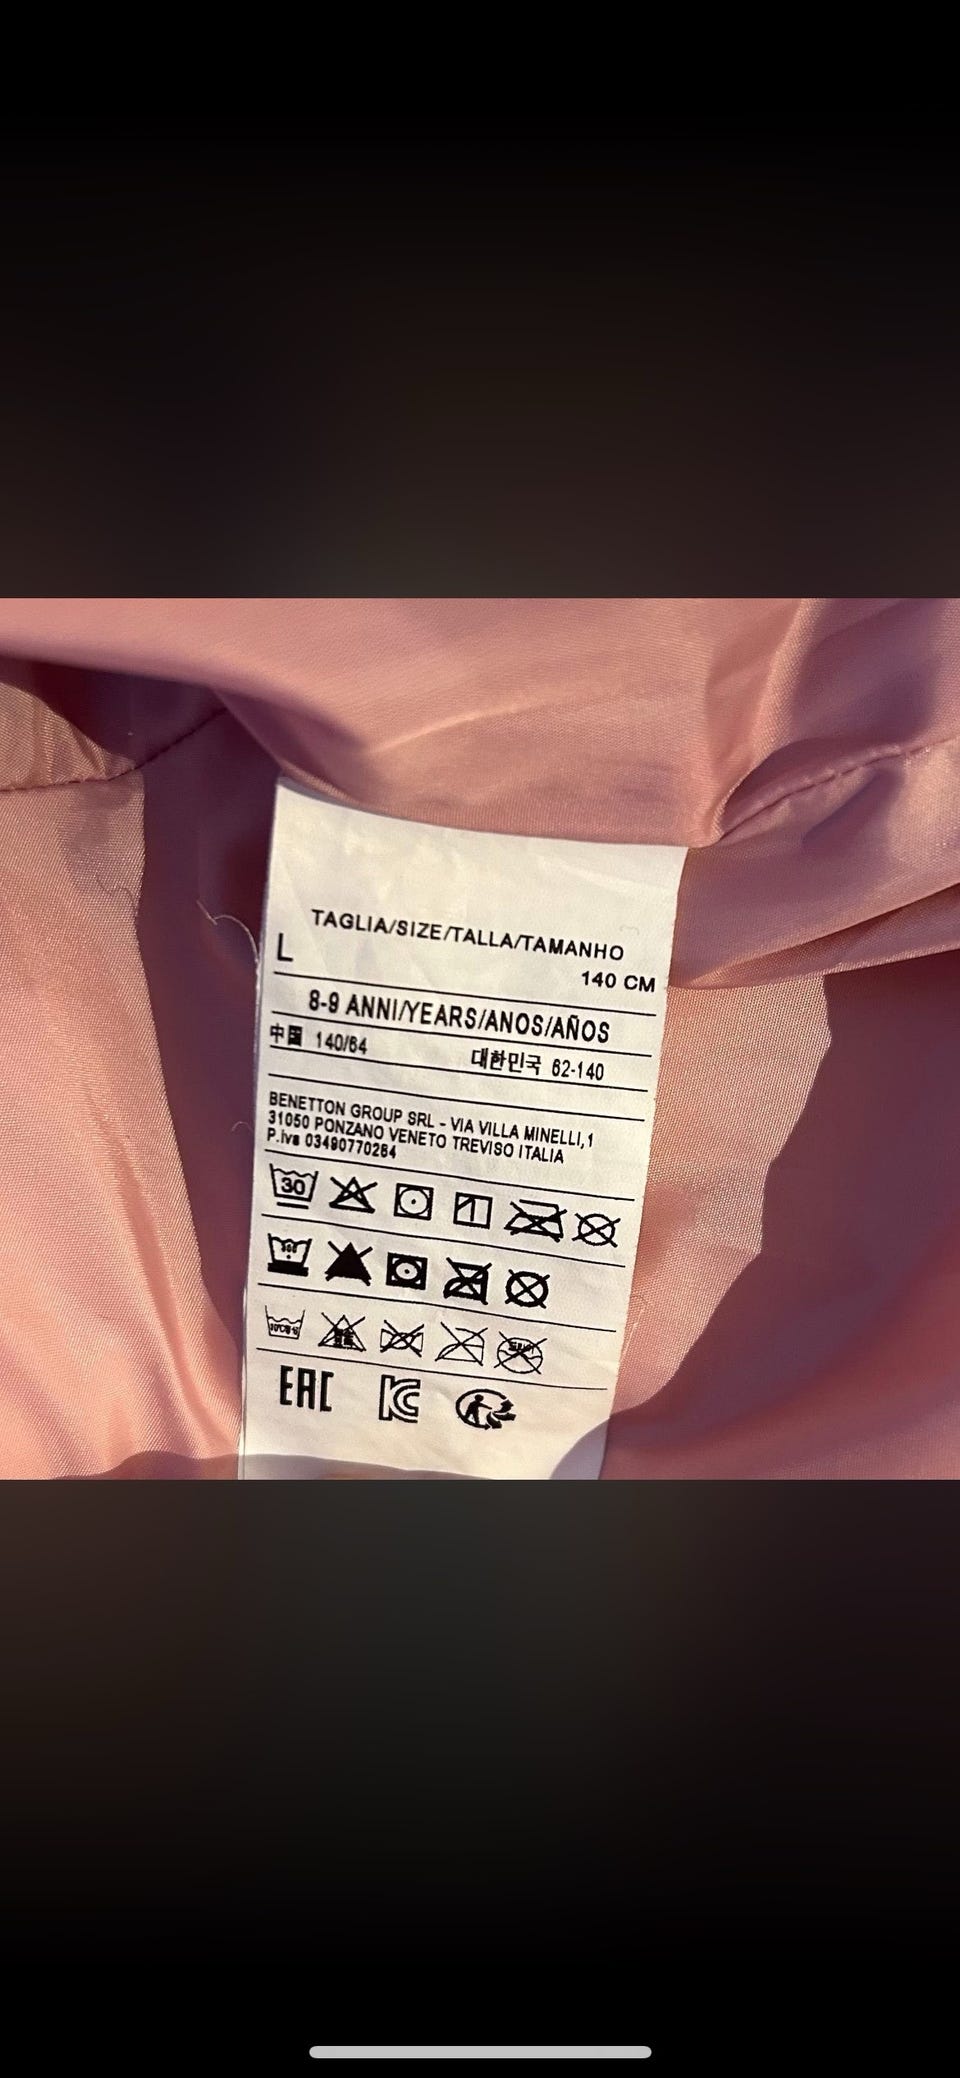 TAGLIA/SIZE/TALLA/TAMANHO
L
140 CM
8-9 ANNI/YEARS/ANOS/AÑOS
中国 140/64 대한민국 62-140
BENETTON GROUP SRL - VIA VILLA MINELLI,1
31050 PONZANO VENETO TREVISO ITALIA
P.iva 03490770264
30
EAC